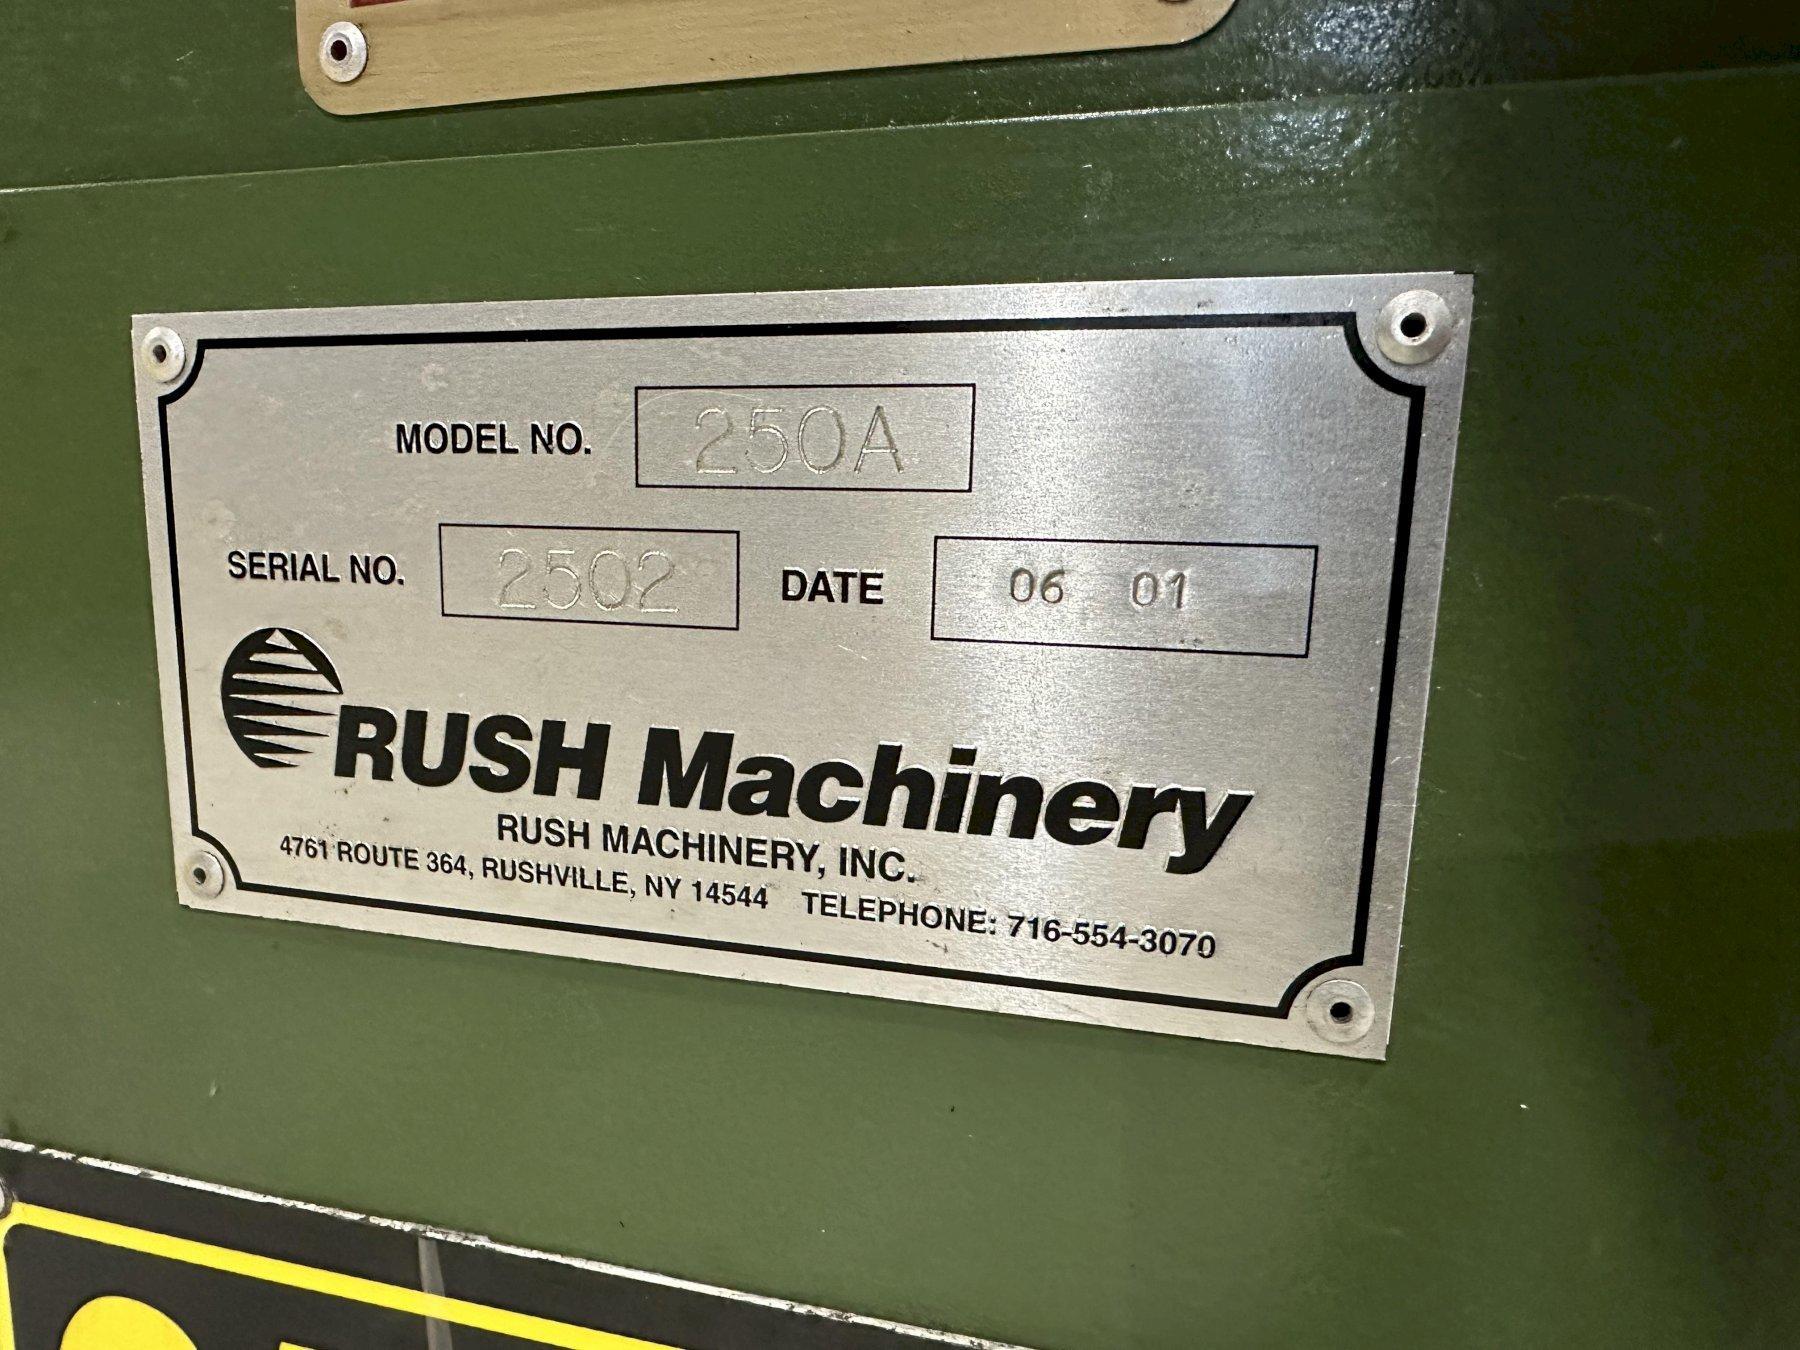 MODEL NO. 250A
SERIAL NO. 2502 DATE 06 01
RUSH Machinery
RUSH MACHINERY, INC.
4761 ROUTE 364, RUSHVILLE, NY 14544 TELEPHONE: 716-554-3070